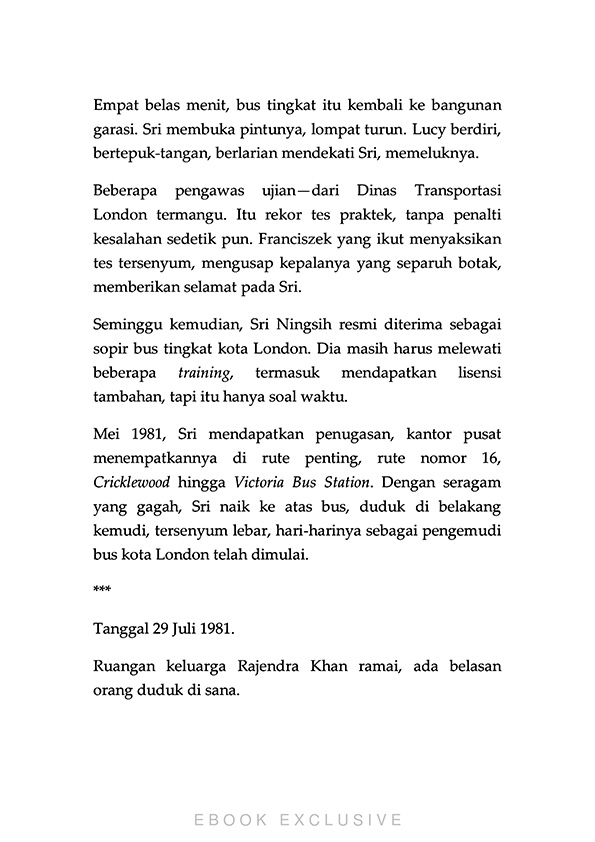 Empat belas menit, bus tingkat itu kembali ke bangunan
garasi. Sri membuka pintunya, lompat turun. Lucy berdiri,
bertepuk-tangan, berlarian mendekati Sri, memeluknya.
Beberapa pengawas ujian—dari Dinas Transportasi
London termangu. Itu rekor tes praktek, tanpa penalti
kesalahan sedetik pun. Franciszek yang ikut menyaksikan
tes tersenyum, mengusap kepalanya yang separuh botak,
memberikan selamat pada Sri.
Seminggu kemudian, Sri Ningsih resmi diterima sebagai
sopir bus tingkat kota London. Dia masih harus melewati
beberapa training, termasuk mendapatkan lisensi
tambahan, tapi itu hanya soal waktu.
Mei 1981, Sri mendapatkan penugasan, kantor pusat
menempatkannya di rute penting, rute nomor 16,
Cricklewood hingga Victoria Bus Station. Dengan seragam
yang gagah, Sri naik ke atas bus, duduk di belakang
kemudi, tersenyum lebar, hari-harinya sebagai pengemudi
bus kota London telah dimulai.
***
Tanggal 29 Juli 1981.
Ruangan keluarga Rajendra Khan ramai, ada belasan
orang duduk di sana.
EBOOK EXCLUSIVE